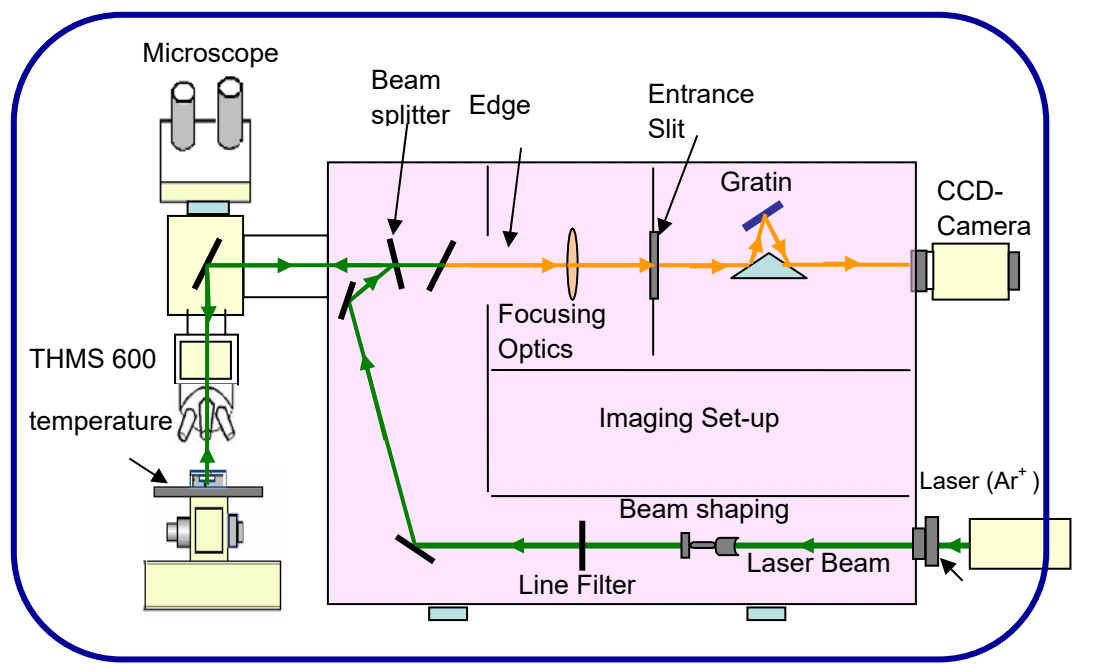 Microscope
Beam
splitter
Edge
Entrance
Slit
Gratin
CCD-
Camera
Focusing
Optics
THMS 600
temperature
Imaging Set-up
Laser (Ar⁺ )
Beam shaping
Laser Beam
Line Filter